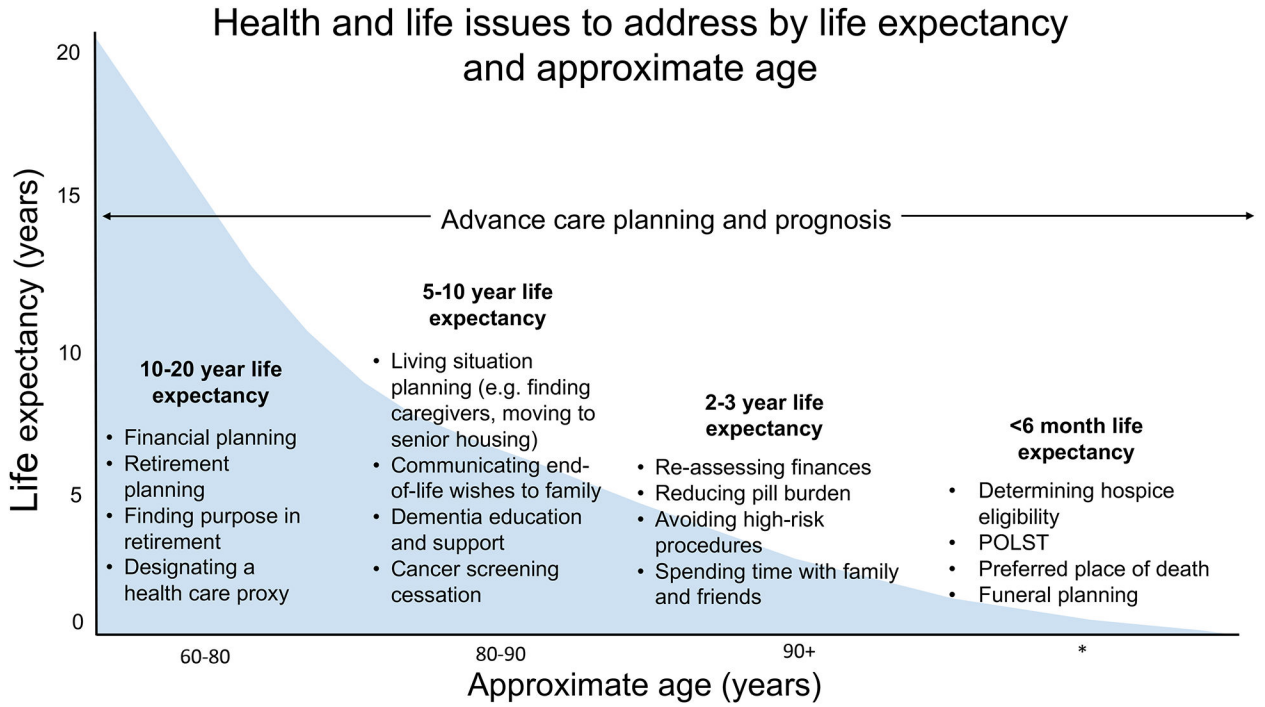 Health and life issues to address by life expectancy
and approximate age
Life expectancy (years)
20
15
10
5
0
Advance care planning and prognosis
10-20 year life
expectancy
• Financial planning
• Retirement
planning
• Finding purpose in
retirement
• Designating a
health care proxy
5-10 year life
expectancy
• Living situation
planning (e.g. finding
caregivers, moving to
senior housing)
• Communicating end-
of-life wishes to family
• Dementia education
and support
• Cancer screening
cessation
2-3 year life
expectancy
• Re-assessing finances
• Reducing pill burden
• Avoiding high-risk
procedures
• Spending time with family
and friends
<6 month life
expectancy
• Determining hospice
eligibility
• POLST
• Preferred place of death
• Funeral planning
60-80
80-90
90+
*
Approximate age (years)